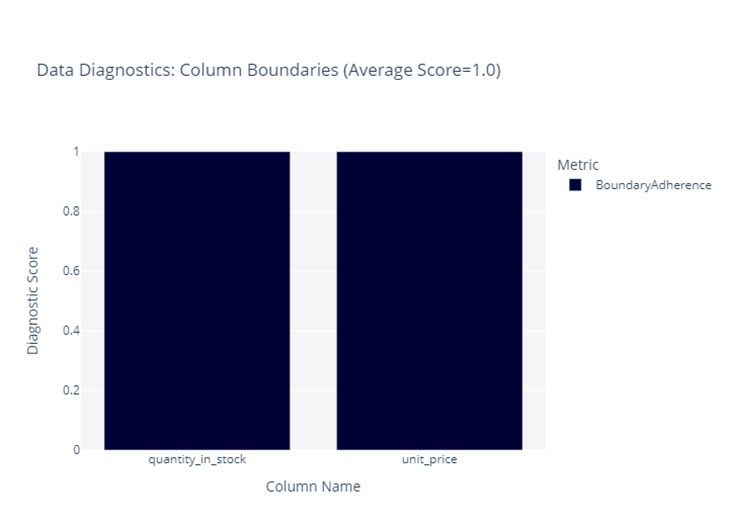 Data Diagnostics: Column Boundaries (Average Score=1.0)
Metric
BoundaryAdherence
Diagnostic Score
1
0.8
0.6
0.4
0.2
0
quantity_in_stock
unit_price
Column Name